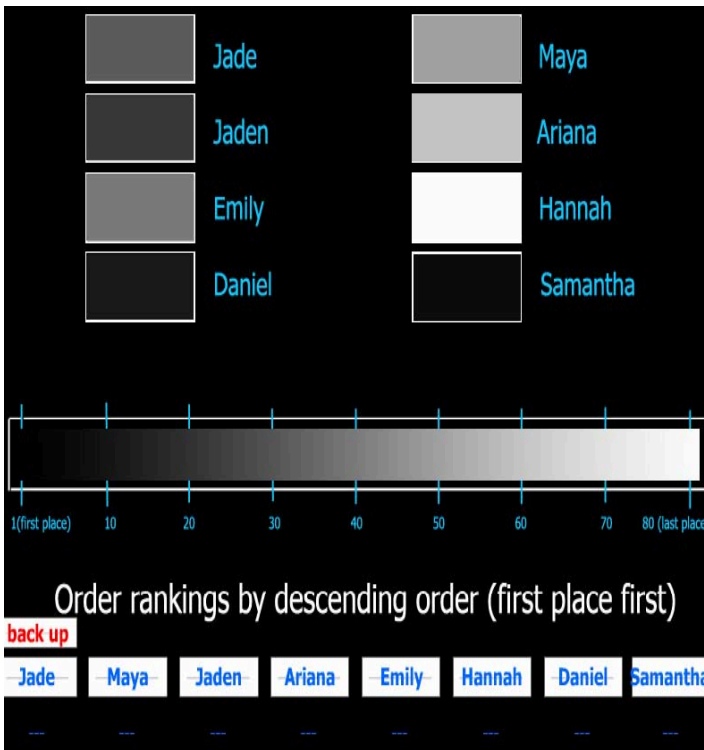 Jade Maya
Jaden Ariana
Emily Hannah
Daniel Samantha
1(first place) 10 20 30 40 50 60 70 80 (last place
Order rankings by descending order (first place first)
back up
Jade Maya Jaden Ariana Emily Hannah Daniel Samantha
--- --- --- --- --- --- --- ---